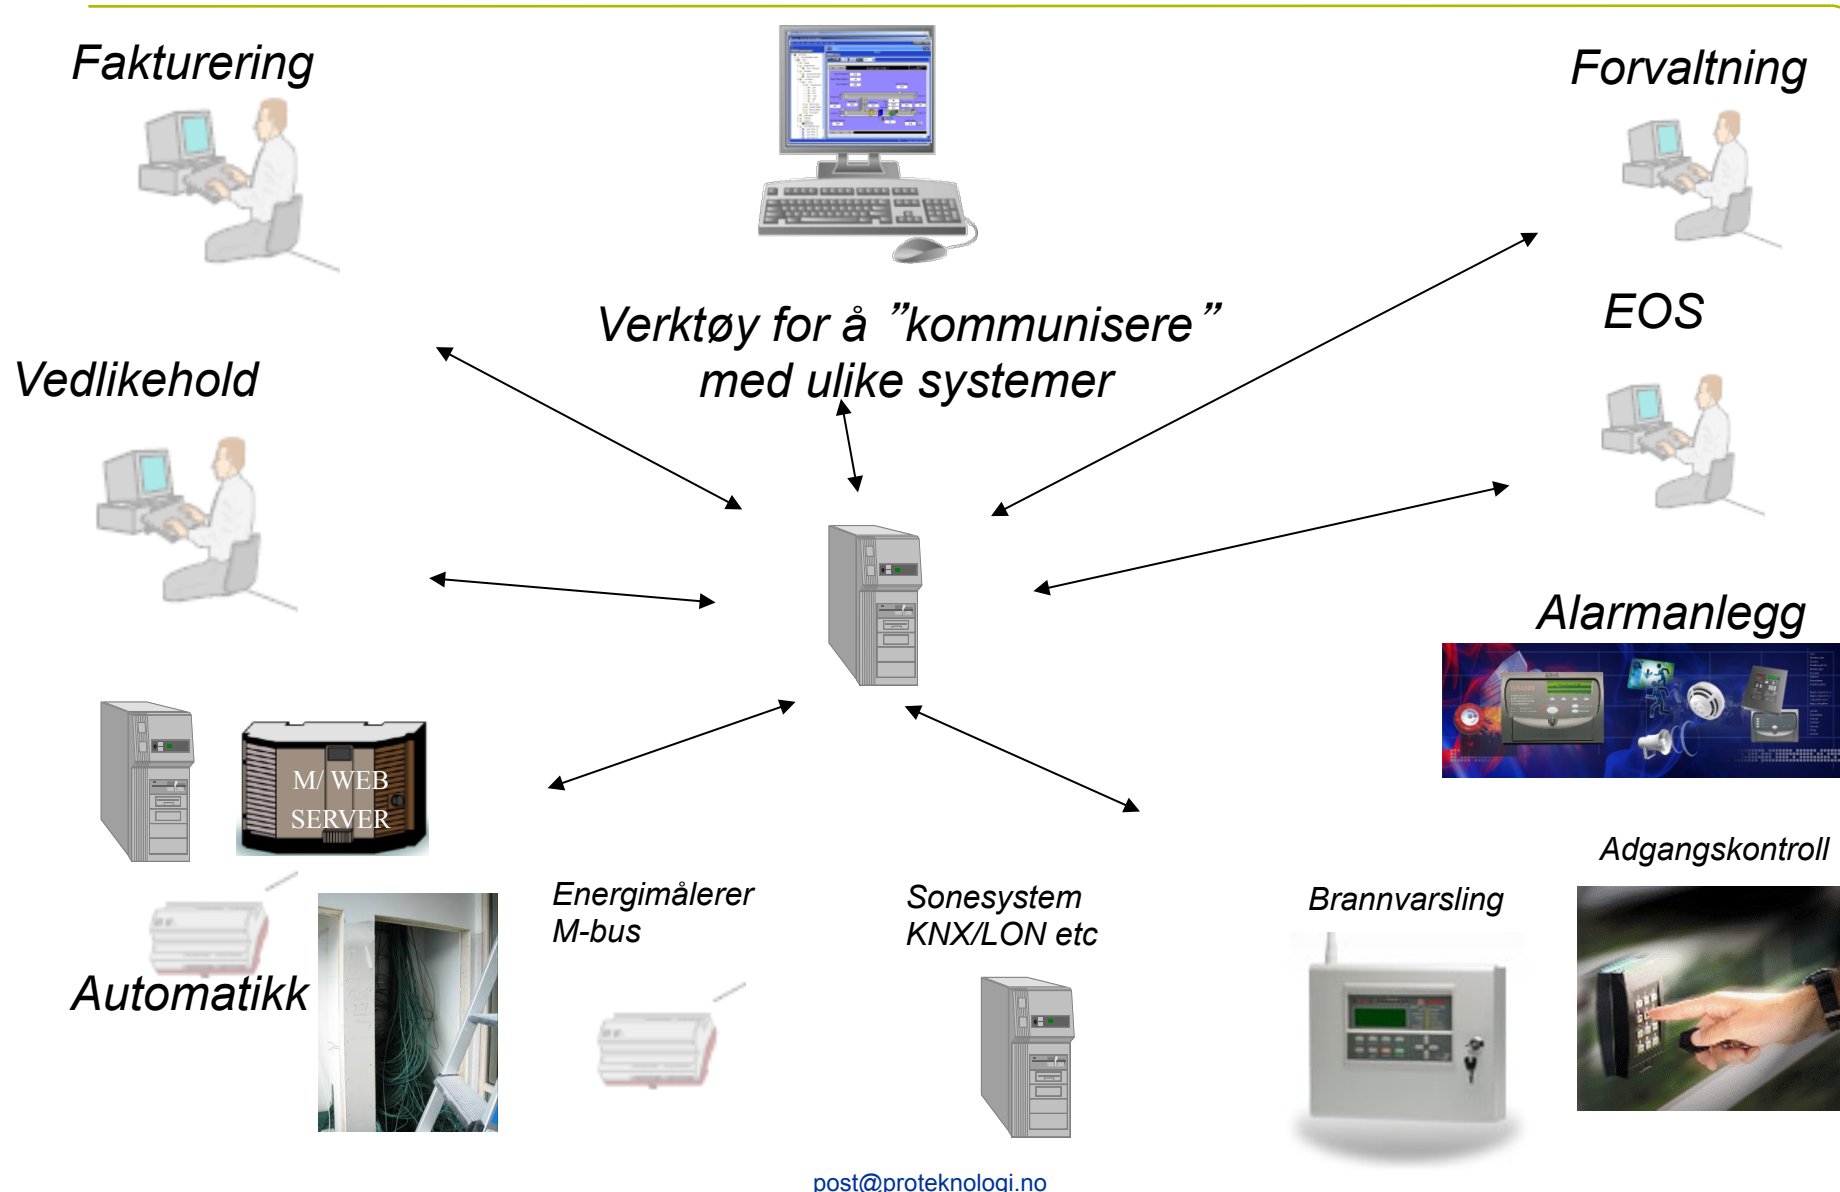 Fakturering
Forvaltning
Verktøy for å ”kommunisere”
med ulike systemer
EOS
Vedlikehold
Alarmanlegg
M/ WEB
SERVER
Adgangskontroll
Energimålerer
M-bus
Sonesystem
KNX/LON etc
Brannvarsling
Automatikk
post@proteknologi.no